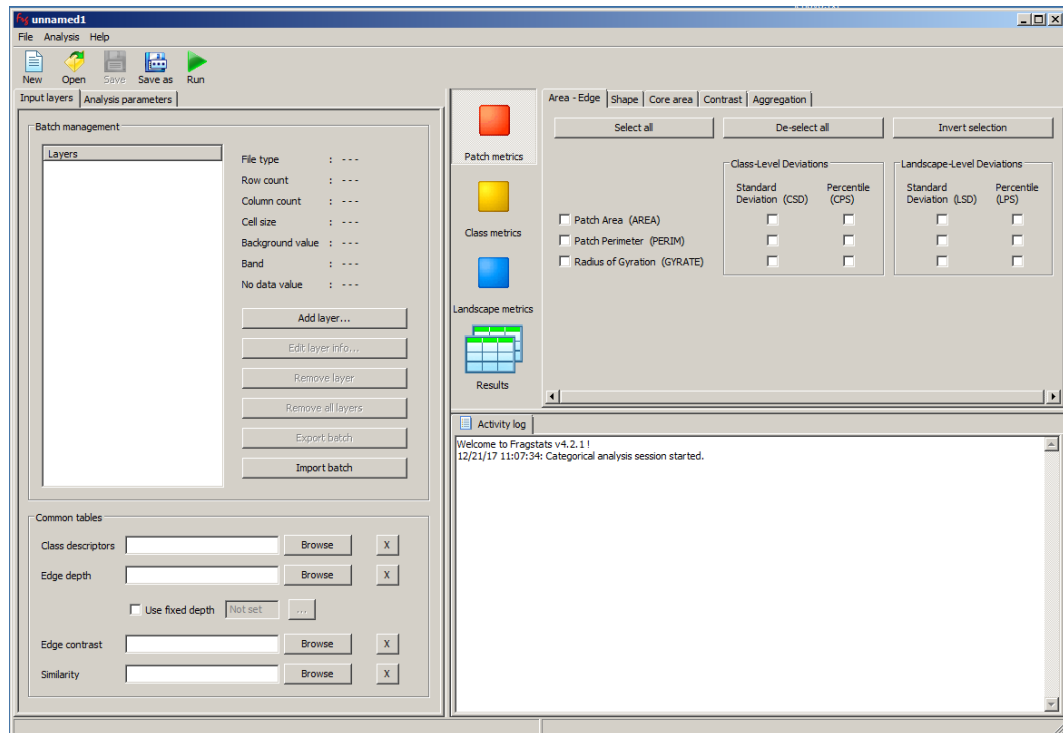 unnamed1
File Analysis Help
New Open Save Save as Run
Input layers Analysis parameters
Batch management
Layers
File type : ---
Row count : ---
Column count : ---
Cell size : ---
Background value : ---
Band : ---
No data value : ---
Add layer...
Edit layer info...
Remove layer
Remove all layers
Export batch
Import batch
Common tables
Class descriptors Browse X
Edge depth Browse X
Use fixed depth Not set ...
Edge contrast Browse X
Similarity Browse X
Patch metrics
Class metrics
Landscape metrics
Results
Area - Edge Shape Core area Contrast Aggregation
Select all De-select all Invert selection
Class-Level Deviations Landscape-Level Deviations
Standard Percentile Standard Percentile
Deviation (CSD) (CPS) Deviation (LSD) (LPS)
Patch Area (AREA)
Patch Perimeter (PERIM)
Radius of Gyration (GYRATE)
Activity log
Welcome to Fragstats v4.2.1 !
12/21/17 11:07:34: Categorical analysis session started.